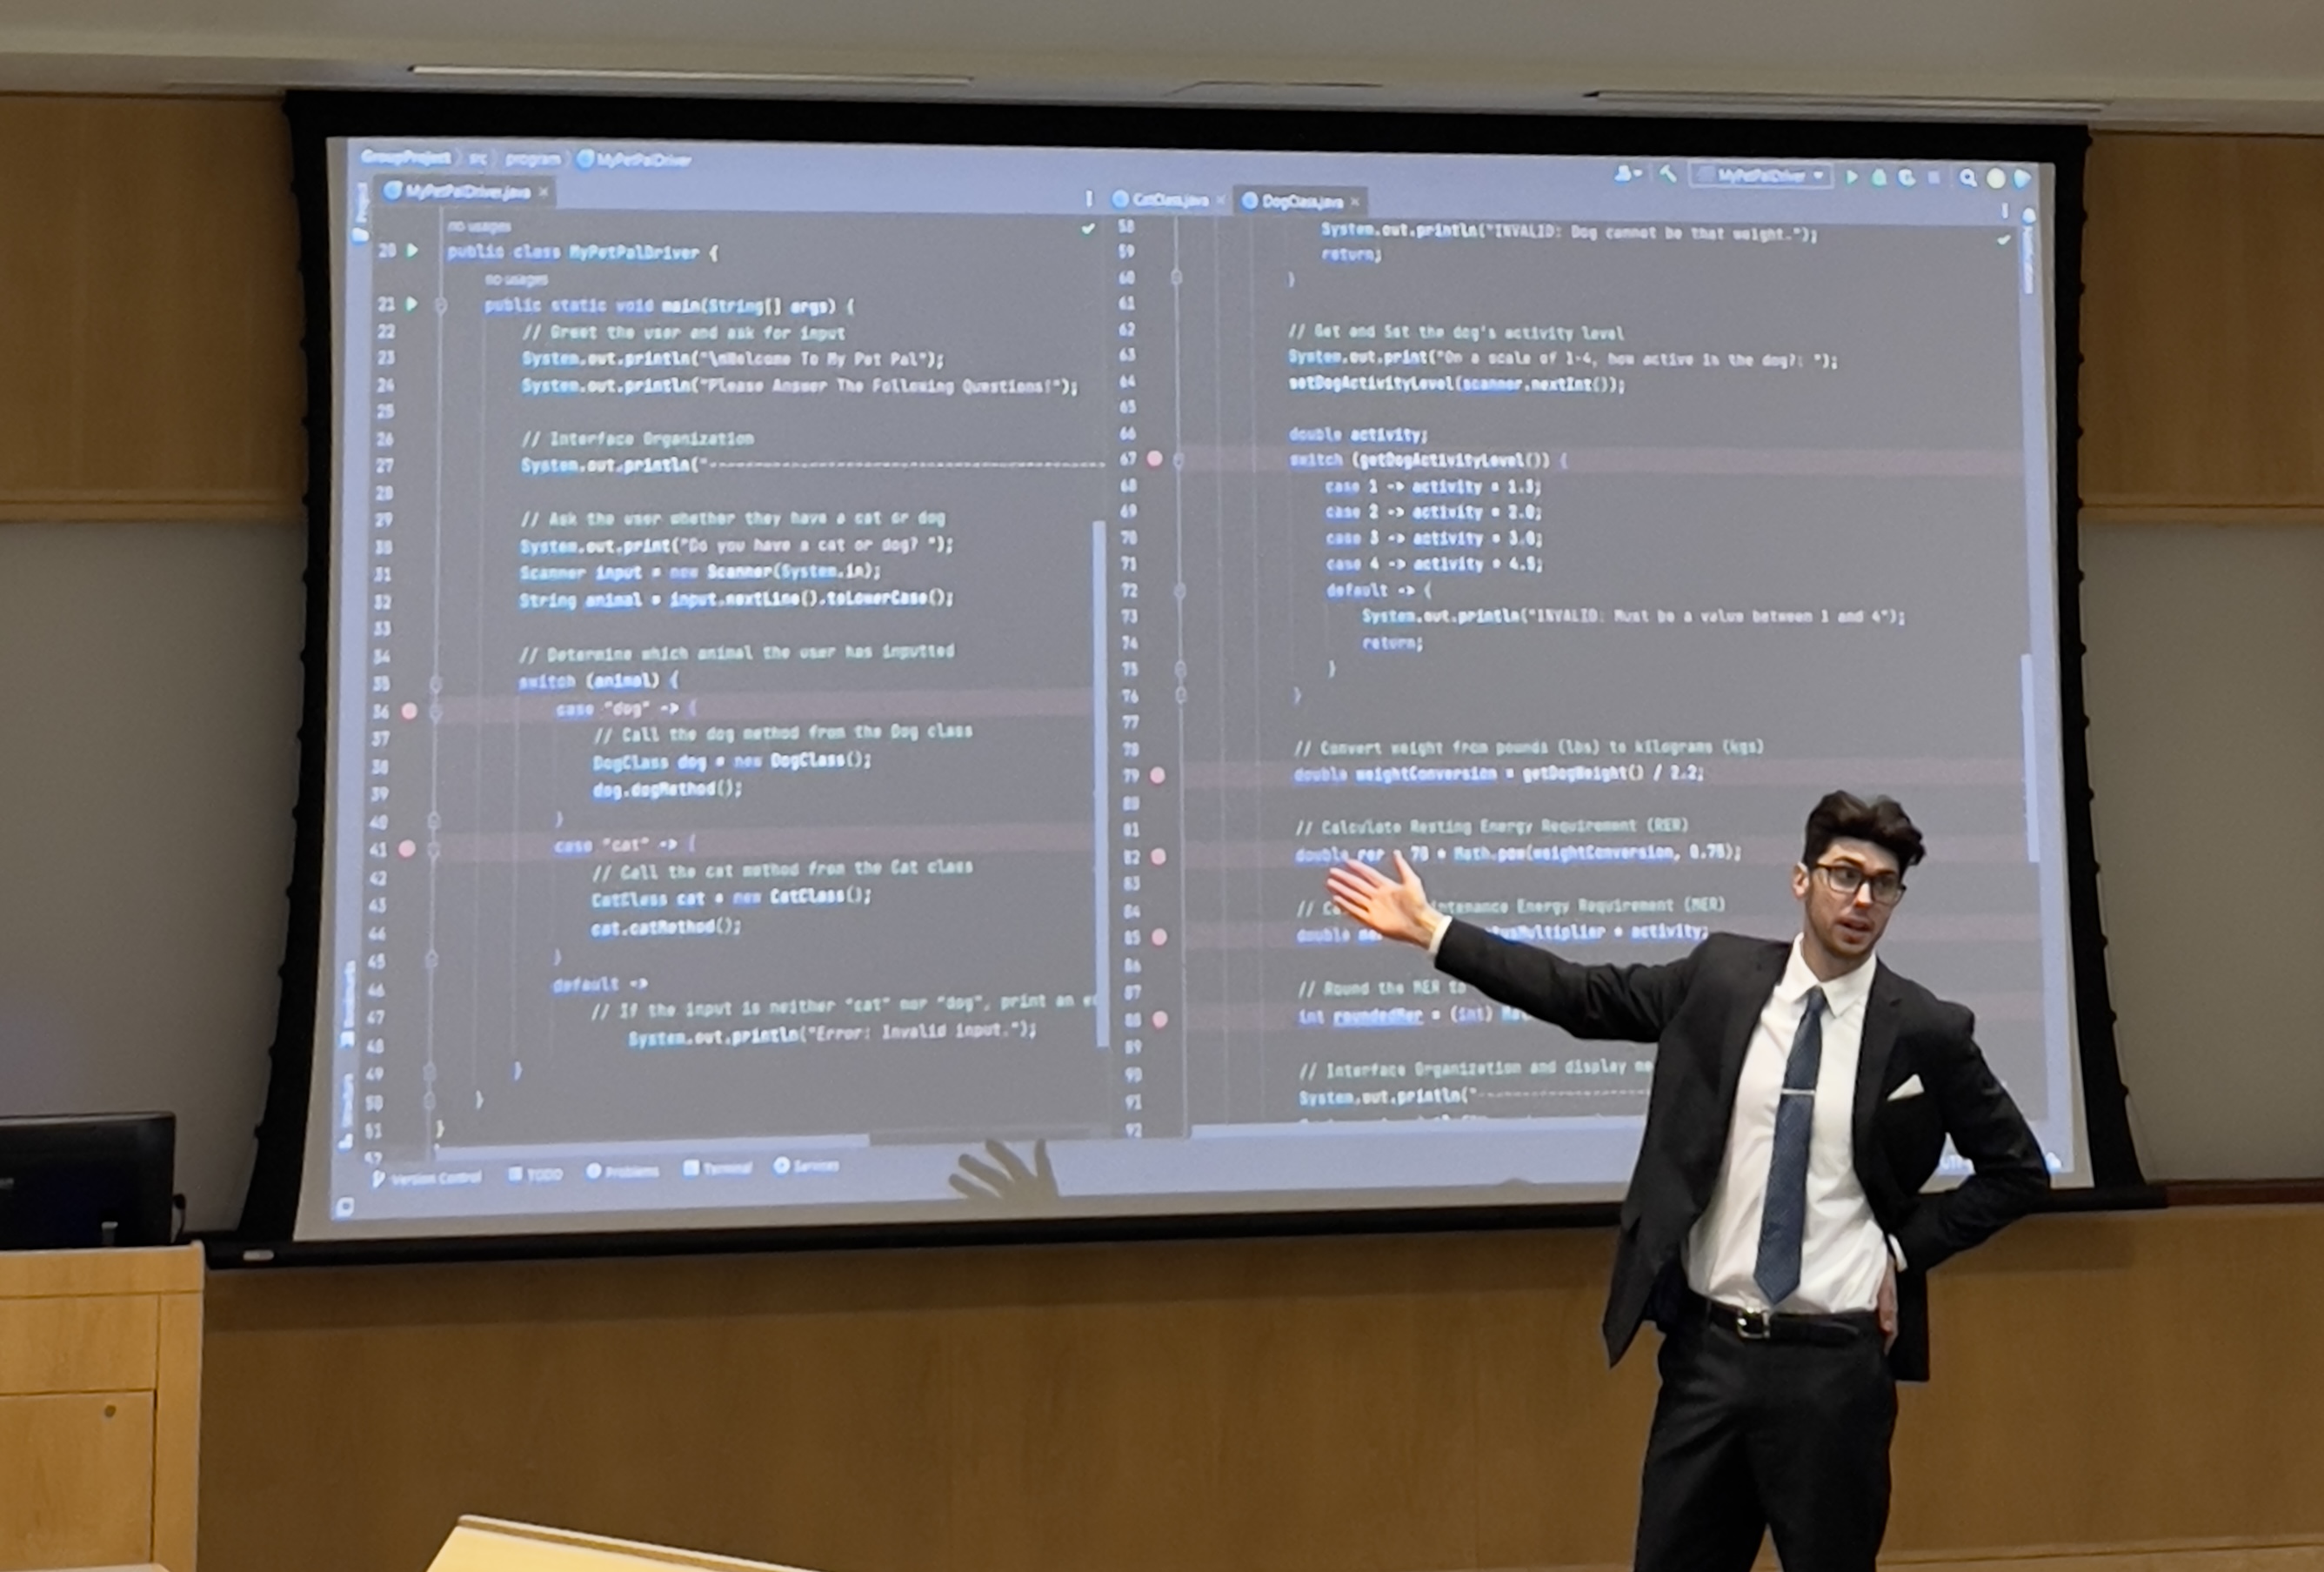 GroupProject src program MyPetPalDriver
MyPetPalDriver
Project
MyPetPalDriver.java
CatClass.java
DogClass.java
Notifications
no usages
20 public class MyPetPalDriver {
no usages
21 public static void main(String[] args) {
22 // Greet the user and ask for input
23 System.out.println("\nWelcome To My Pet Pal");
24 System.out.println("Please Answer The Following Questions!");
25
26 // Interface Organization
27 System.out.println("-----------------------------------------
28
29 // Ask the user whether they have a cat or dog
30 System.out.print("Do you have a cat or dog? ");
31 Scanner input = new Scanner(System.in);
32 String animal = input.nextLine().toLowerCase();
33
34 // Determine which animal the user has inputted
35 switch (animal) {
36 case "dog" -> {
37 // Call the dog method from the Dog class
38 DogClass dog = new DogClass();
39 dog.dogMethod();
40 }
41 case "cat" -> {
42 // Call the cat method from the Cat class
43 CatClass cat = new CatClass();
44 cat.catMethod();
45 }
46 default ->
47 // If the input is neither "cat" nor "dog", print an
48 System.out.println("Error: Invalid input.");
49 }
50 }
51 }
52
58 System.out.println("INVALID: Dog cannot be that weight.");
59 return;
60 }
61
62 // Get and Set the dog's activity level
63 System.out.print("On a scale of 1-4, how active is the dog?: ");
64 setDogActivityLevel(scanner.nextInt());
65
66 double activity;
67 switch (getDogActivityLevel()) {
68 case 1 -> activity = 1.3;
69 case 2 -> activity = 2.0;
70 case 3 -> activity = 3.0;
71 case 4 -> activity = 4.5;
72 default -> {
73 System.out.println("INVALID: Must be a value between 1 and 4");
74 return;
75 }
76 }
77
78 // Convert weight from pounds (lbs) to kilograms (kgs)
79 double weightConversion = getDogWeight() / 2.2;
80
81 // Calculate Resting Energy Requirement (RER)
82 double rer = 70 * Math.pow(weightConversion, 0.75);
83
84 // Energy Requirement (MER)
85 double * activity;
86
87 // Round the MER to
88 int roundedMer = (int)
89
90 // Interface Organization and display
91 System.out.println("---------------------
92
Bookmarks
Structure
Version Control TODO Problems Terminal Services